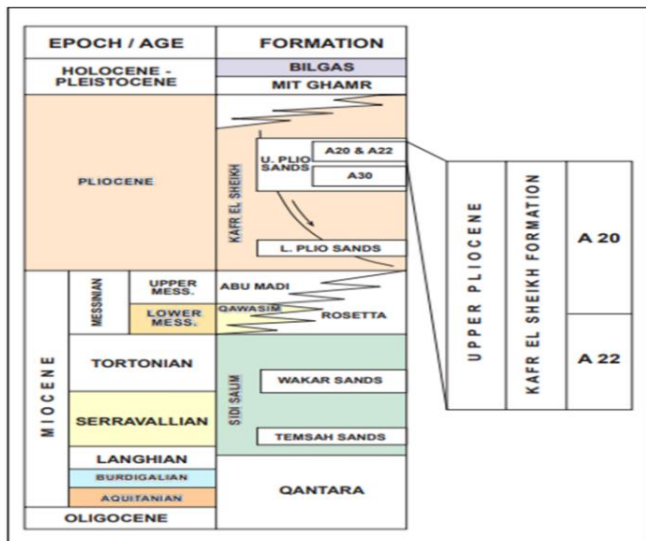 EPOCH / AGE
FORMATION
HOLOCENE -
PLEISTOCENE
BILGAS
MIT GHAMR
PLIOCENE
KAFR EL SHEIKH
U. PLIO
SANDS
A20 & A22
A30
L. PLIO SANDS
MIOCENE
MESSINIAN
UPPER
MESS.
LOWER
MESS.
ABU MADI
QAWASIM
ROSETTA
TORTONIAN
SERRAVALLIAN
LANGHIAN
BURDIGALIAN
AQUITANIAN
OLIGOCENE
SIDI SALIM
WAKAR SANDS
TEMSAH SANDS
QANTARA
UPPER PLIOCENE
KAFR EL SHEIKH FORMATION
A 20
A 22